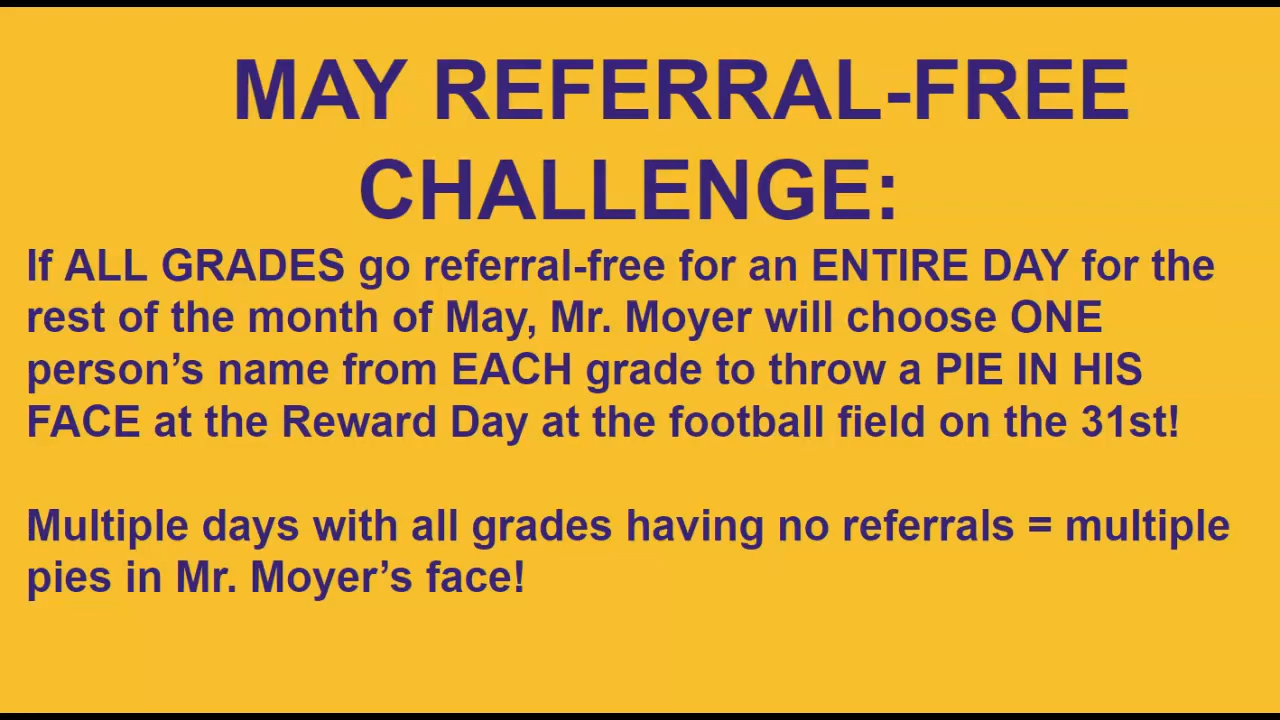 MAY REFERRAL-FREE
CHALLENGE:
If ALL GRADES go referral-free for an ENTIRE DAY for the
rest of the month of May, Mr. Moyer will choose ONE
person’s name from EACH grade to throw a PIE IN HIS
FACE at the Reward Day at the football field on the 31st!
Multiple days with all grades having no referrals = multiple
pies in Mr. Moyer’s face!